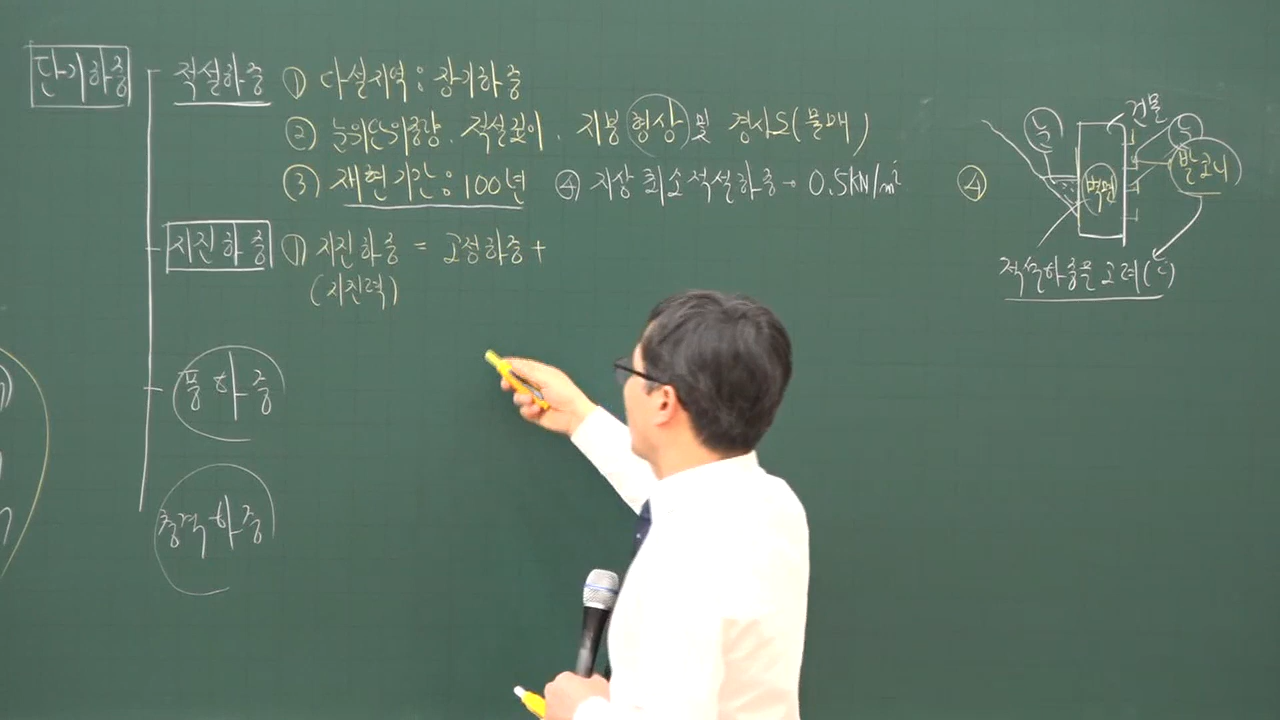 단기하중
적설하중 ① 다설지역 : 장기하중
② 눈의 단위중량. 적설깊이. 지붕 형상 및 경사도(물매)
③ 재현기간 : 100년 ④ 지상 최소적설하중→ 0.5kN/m²
지진하중 ① 지진하중 = 고정하중 +
(지진력)
풍하중
충격하중
④
눈
건물
눈
발코니
벽면
적설하중을 고려(○)